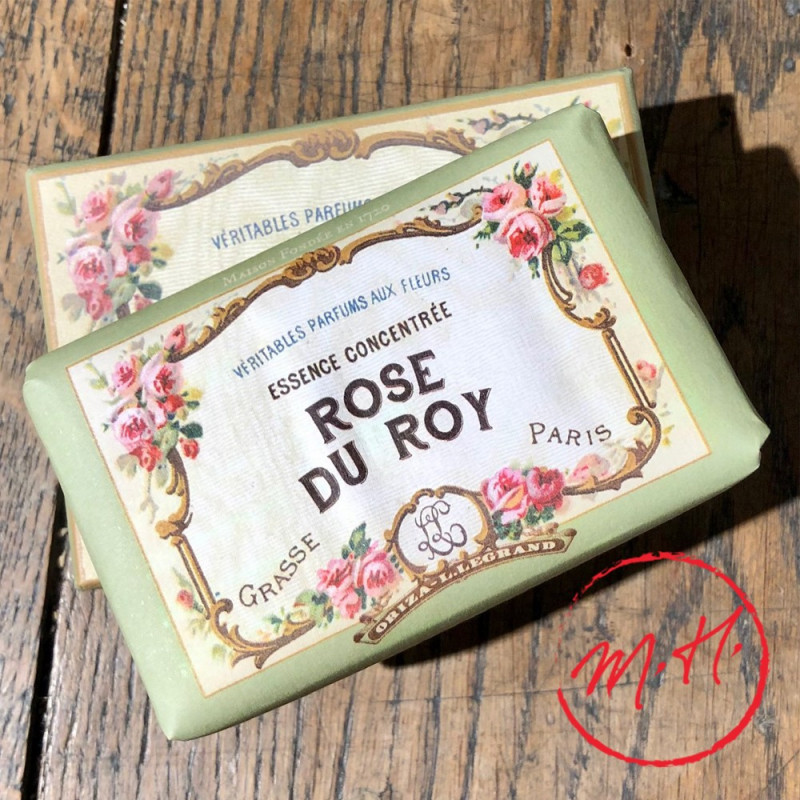 VÉRITABLES PARFUMS
MAISON FONDÉE EN 1720
VÉRITABLES PARFUMS AUX FLEURS
ESSENCE CONCENTRÉE
ROSE
DU ROY
PARIS
GRASSE
ORIZA-L.LEGRAND
M.H.